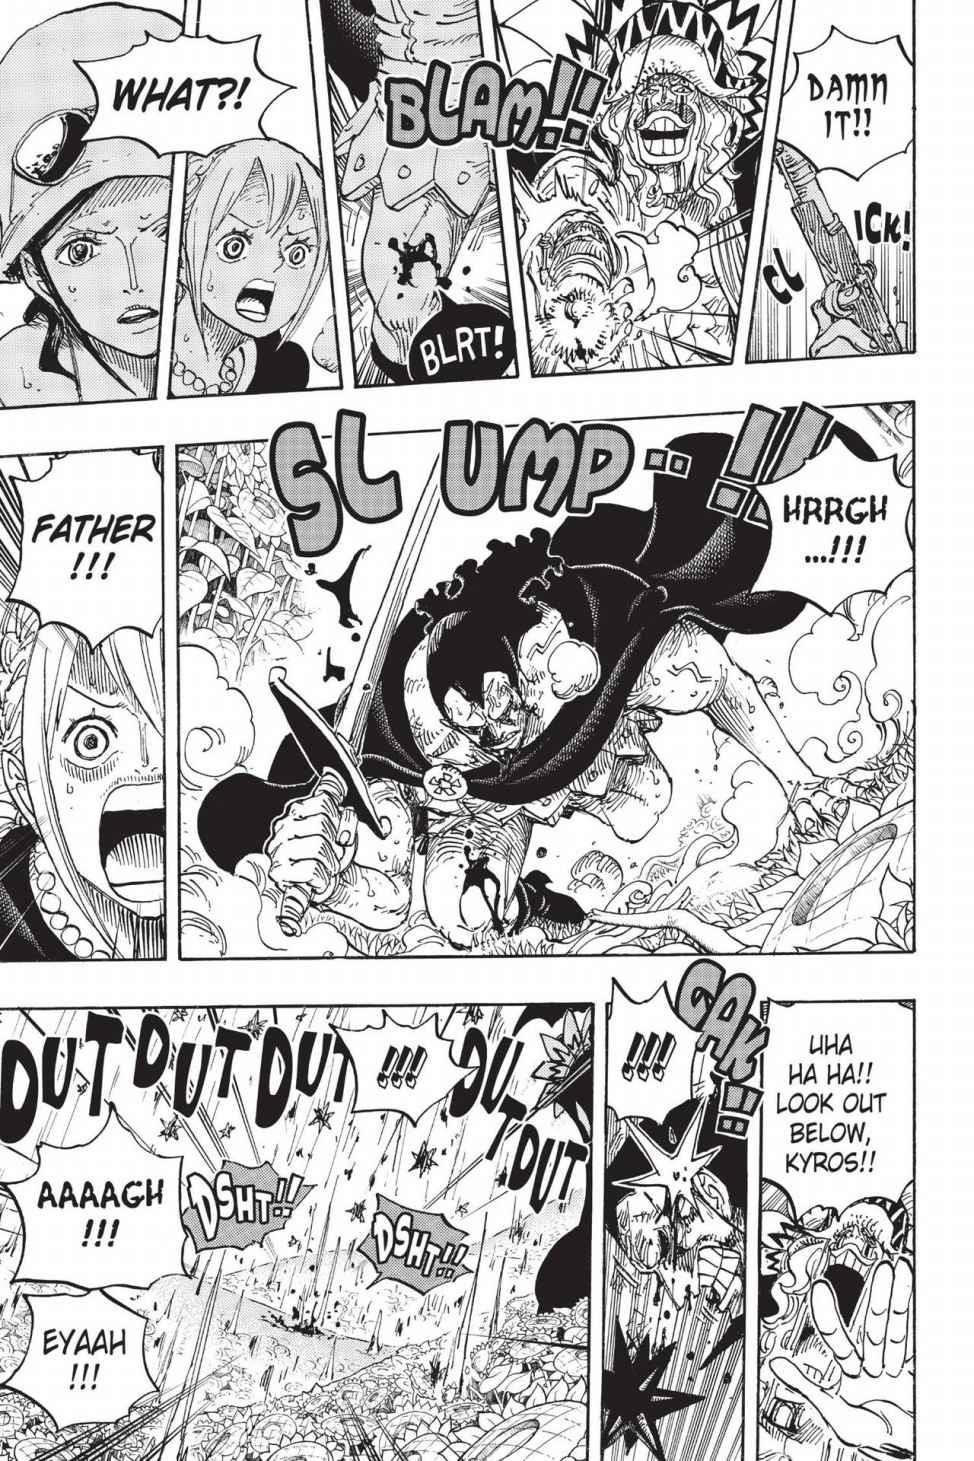 DAMN
IT!!
CL
ICK!
BLAM!!
BLRT!
WHAT?!
HRRGH
...!!!
SL UMP..!!
FATHER
!!!
UHA
HA HA!!
LOOK OUT
BELOW,
KYROS!!
GAK!!
!!!
!!!
DUT DUT DUT DUT DUT
DSHT!!
DSHT!!
AAAAGH
!!!
EYAAH
!!!